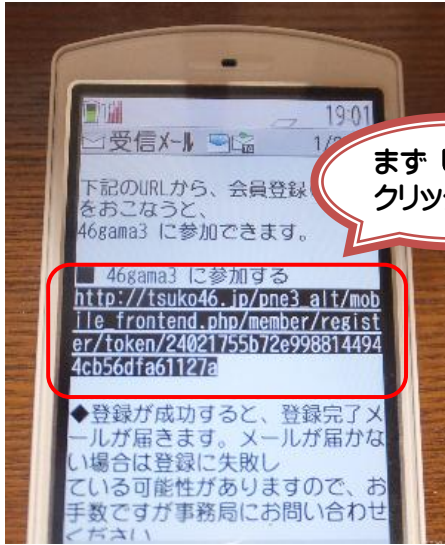 19:01
受信メール
1/
まず
クリッ
下記のURLから、会員登録
をおこなうと、
46gama3 に参加できます。
■ 46gama3 に参加する
http://tsuko46.jp/pne3_alt/mob
ile_frontend.php/member/regist
er/token/24021755b72e998814494
4cb56dfa61127a
◆登録が成功すると、登録完了メ
ールが届きます。メールが届かな
い場合は登録に失敗し
ている可能性がありますので、お
手数ですが事務局にお問い合わせ
ください